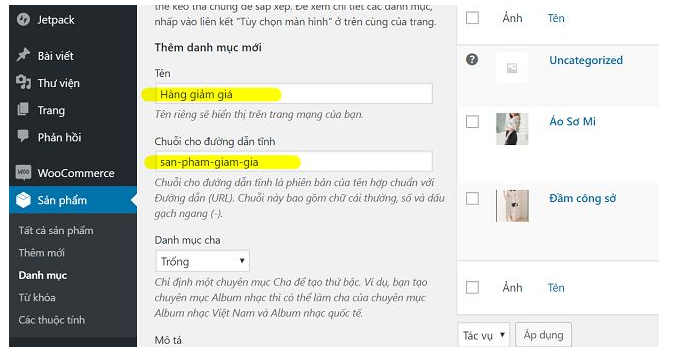 Jetpack
Bài viết
Thư viện
Trang
Phản hồi
WooCommerce
Sản phẩm
Tất cả sản phẩm
Thêm mới
Danh mục
Từ khóa
Các thuộc tính
thể kéo thả chúng để sắp xếp. Để xem chi tiết các danh mục,
nhấp vào liên kết "Tùy chọn màn hình" ở trên cùng của trang.
Thêm danh mục mới
Tên
Hàng giảm giá
Tên riêng sẽ hiển thị trên trang mạng của bạn.
Chuỗi cho đường dẫn tĩnh
san-pham-giam-gia
Chuỗi cho đường dẫn tĩnh là phiên bản của tên hợp chuẩn với
Đường dẫn (URL). Chuỗi này bao gồm chữ cái thường, số và dấu
gạch ngang (-).
Danh mục cha
Trống
Chỉ định một chuyên mục Cha để tạo thứ bậc. Ví dụ, bạn tạo
chuyên mục Album nhạc thì có thể làm cha của chuyên mục
Album nhạc Việt Nam và Album nhạc quốc tế.
Mô tả
Ảnh Tên
Uncategorized
Áo Sơ Mi
Đầm công sở
Ảnh Tên
Tác vụ Áp dụng